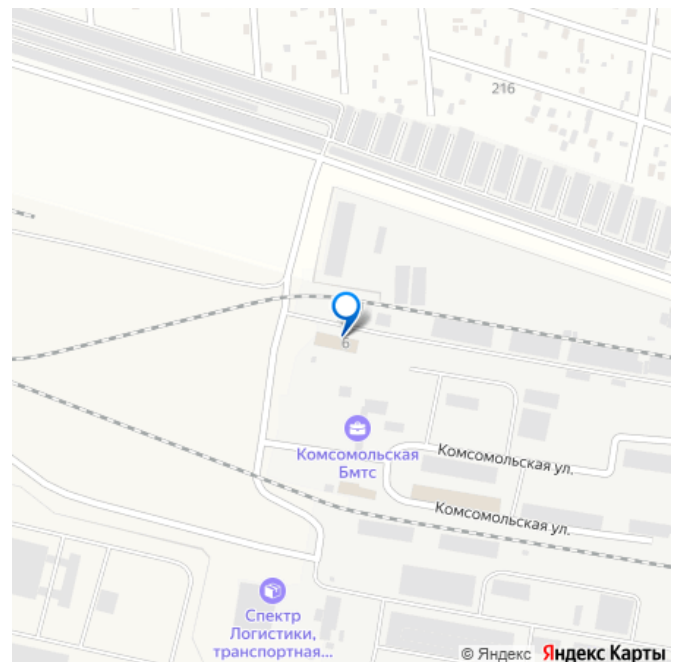 216
6
Комсомольская
Бмтс
Комсомольская ул.
Комсомольская ул.
Спектр
Логистики,
транспортная...
© Яндекс Яндекс Карты